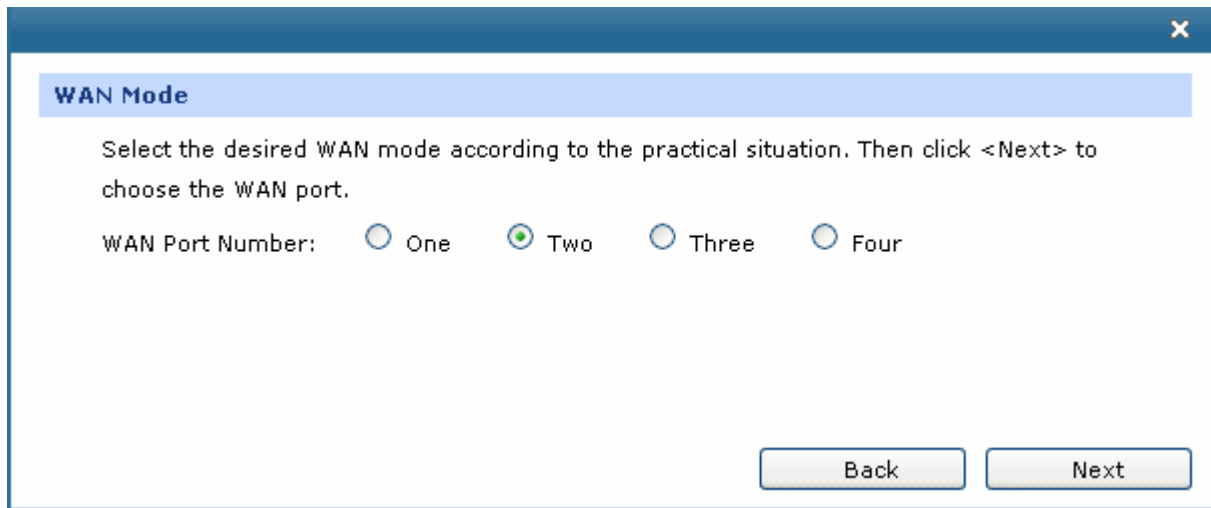 WAN Mode
Select the desired WAN mode according to the practical situation. Then click <Next> to
choose the WAN port.
WAN Port Number: One Two Three Four
Back Next